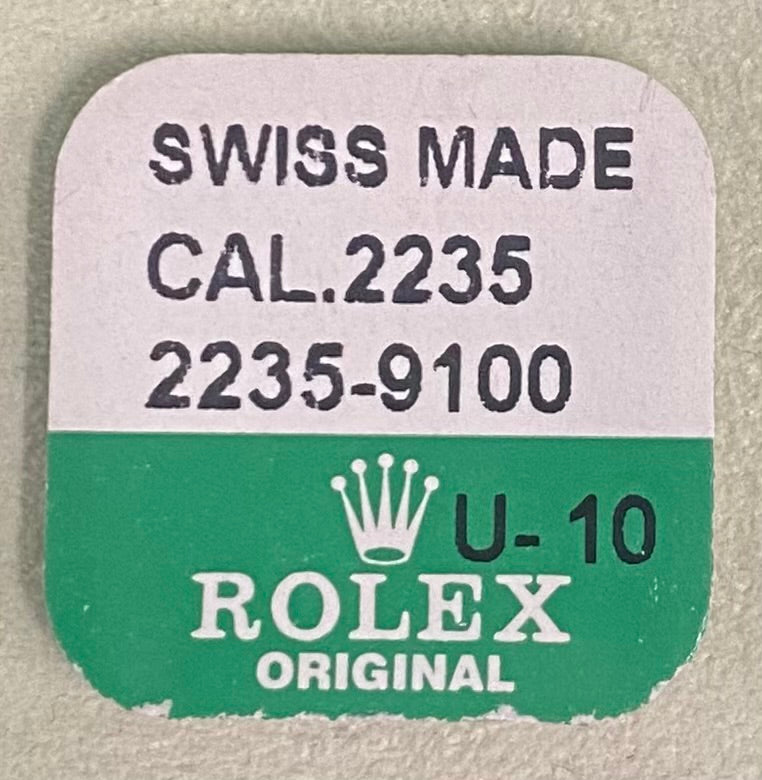 SWISS MADE
CAL.2235
2235-9100
U- 10
ROLEX
ORIGINAL